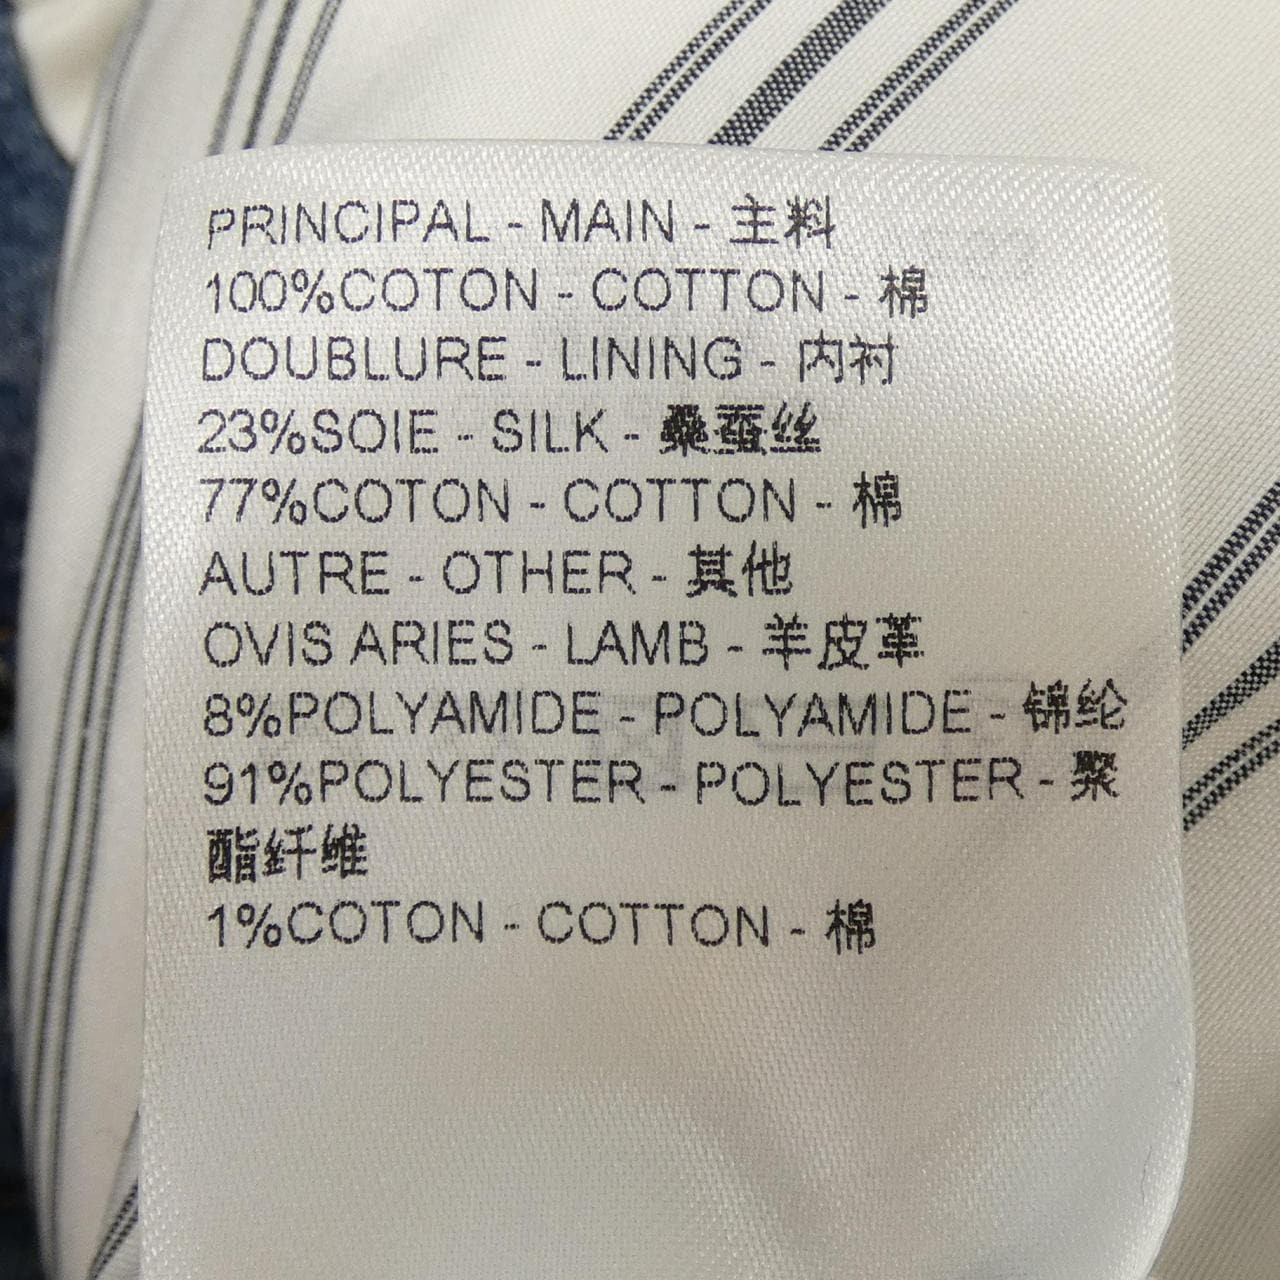 PRINCIPAL - MAIN - 主料
100%COTON - COTTON - 棉
DOUBLURE - LINING - 内衬
23%SOIE - SILK - 桑蚕丝
77%COTON - COTTON - 棉
AUTRE - OTHER - 其他
OVIS ARIES - LAMB - 羊皮革
8%POLYAMIDE - POLYAMIDE - 锦纶
91%POLYESTER - POLYESTER - 聚
酯纤维
1%COTON - COTTON - 棉